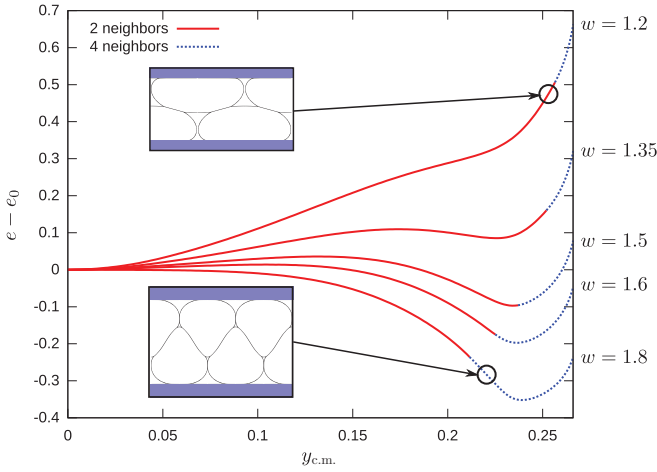 0.7
0.6
0.5
0.4
0.3
0.2
0.1
0
-0.1
-0.2
-0.3
-0.4
e − e₀
2 neighbors
4 neighbors
w = 1.2
w = 1.35
w = 1.5
w = 1.6
w = 1.8
0 0.05 0.1 0.15 0.2 0.25
y_c.m.